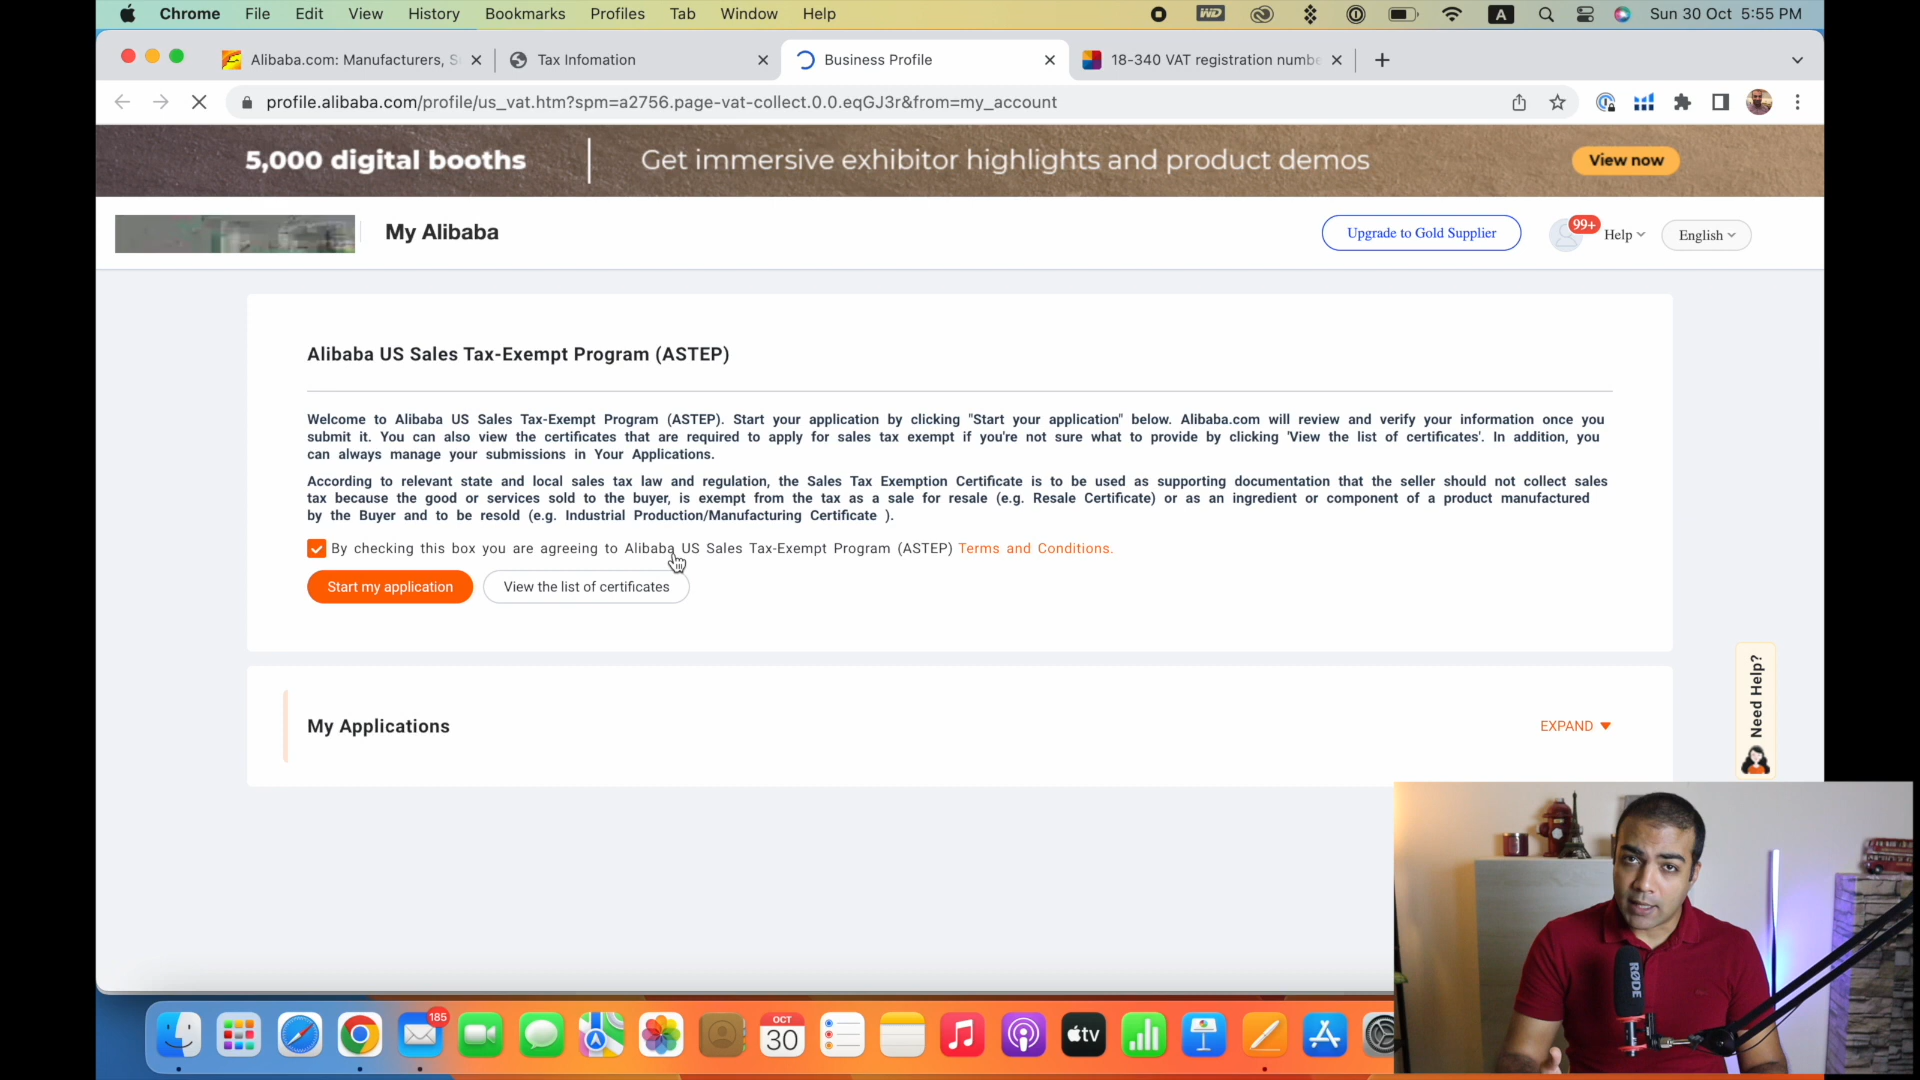 Chrome File Edit View History Bookmarks Profiles Tab Window Help
WD A Sun 30 Oct 5:55 PM
Alibaba.com: Manufacturers, S Tax Infomation Business Profile 18-340 VAT registration numbe
profile.alibaba.com/profile/us_vat.htm?spm=a2756.page-vat-collect.0.0.eqGJ3r&from=my_account
5,000 digital booths Get immersive exhibitor highlights and product demos View now
My Alibaba Upgrade to Gold Supplier 99+ Help English
Alibaba US Sales Tax-Exempt Program (ASTEP)
Welcome to Alibaba US Sales Tax-Exempt Program (ASTEP). Start your application by clicking "Start your application" below. Alibaba.com will review and verify your information once you
submit it. You can also view the certificates that are required to apply for sales tax exempt if you're not sure what to provide by clicking 'View the list of certificates'. In addition, you
can always manage your submissions in Your Applications.
According to relevant state and local sales tax law and regulation, the Sales Tax Exemption Certificate is to be used as supporting documentation that the seller should not collect sales
tax because the good or services sold to the buyer, is exempt from the tax as a sale for resale (e.g. Resale Certificate) or as an ingredient or component of a product manufactured
by the Buyer and to be resold (e.g. Industrial Production/Manufacturing Certificate ).
By checking this box you are agreeing to Alibaba US Sales Tax-Exempt Program (ASTEP) Terms and Conditions.
Start my application View the list of certificates
Need Help?
My Applications EXPAND
RØDE
185
OCT
30
tv